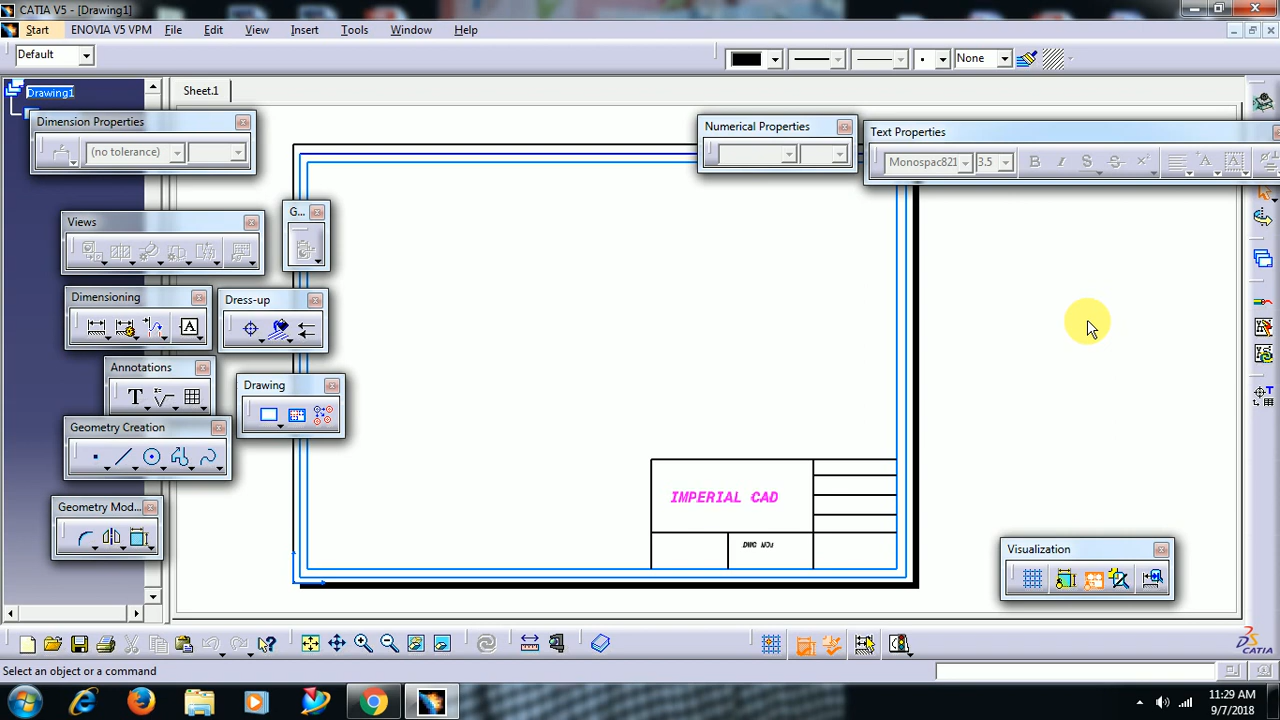 CATIA V5 - [Drawing1]
Start ENOVIA V5 VPM File Edit View Insert Tools Window Help
Default
None
Drawing1
Sheet.1
Dimension Properties
(no tolerance)
Numerical Properties
Text Properties
Monospac821 3.5 B I S S
Views
G...
Dimensioning
A
Dress-up
Annotations
T
Drawing
Geometry Creation
Geometry Mod...
IMPERIAL CAD
DWG NO:
Visualization
Select an object or a command
CATIA
11:29 AM
9/7/2018